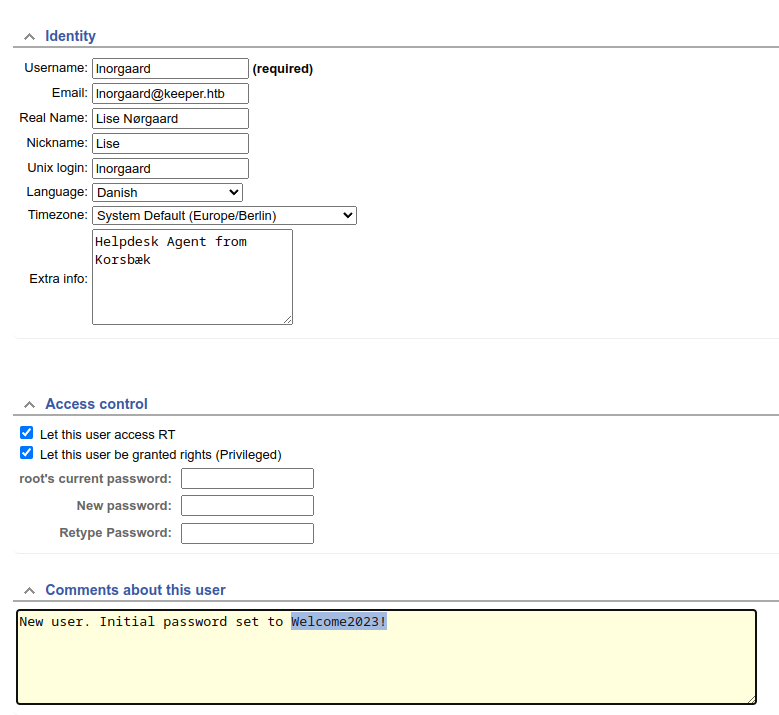 Identity
Username: lnorgaard (required)
Email: lnorgaard@keeper.htb
Real Name: Lise Nørgaard
Nickname: Lise
Unix login: lnorgaard
Language: Danish
Timezone: System Default (Europe/Berlin)
Extra info: Helpdesk Agent from
Korsbæk
Access control
Let this user access RT
Let this user be granted rights (Privileged)
root's current password:
New password:
Retype Password:
Comments about this user
New user. Initial password set to Welcome2023!